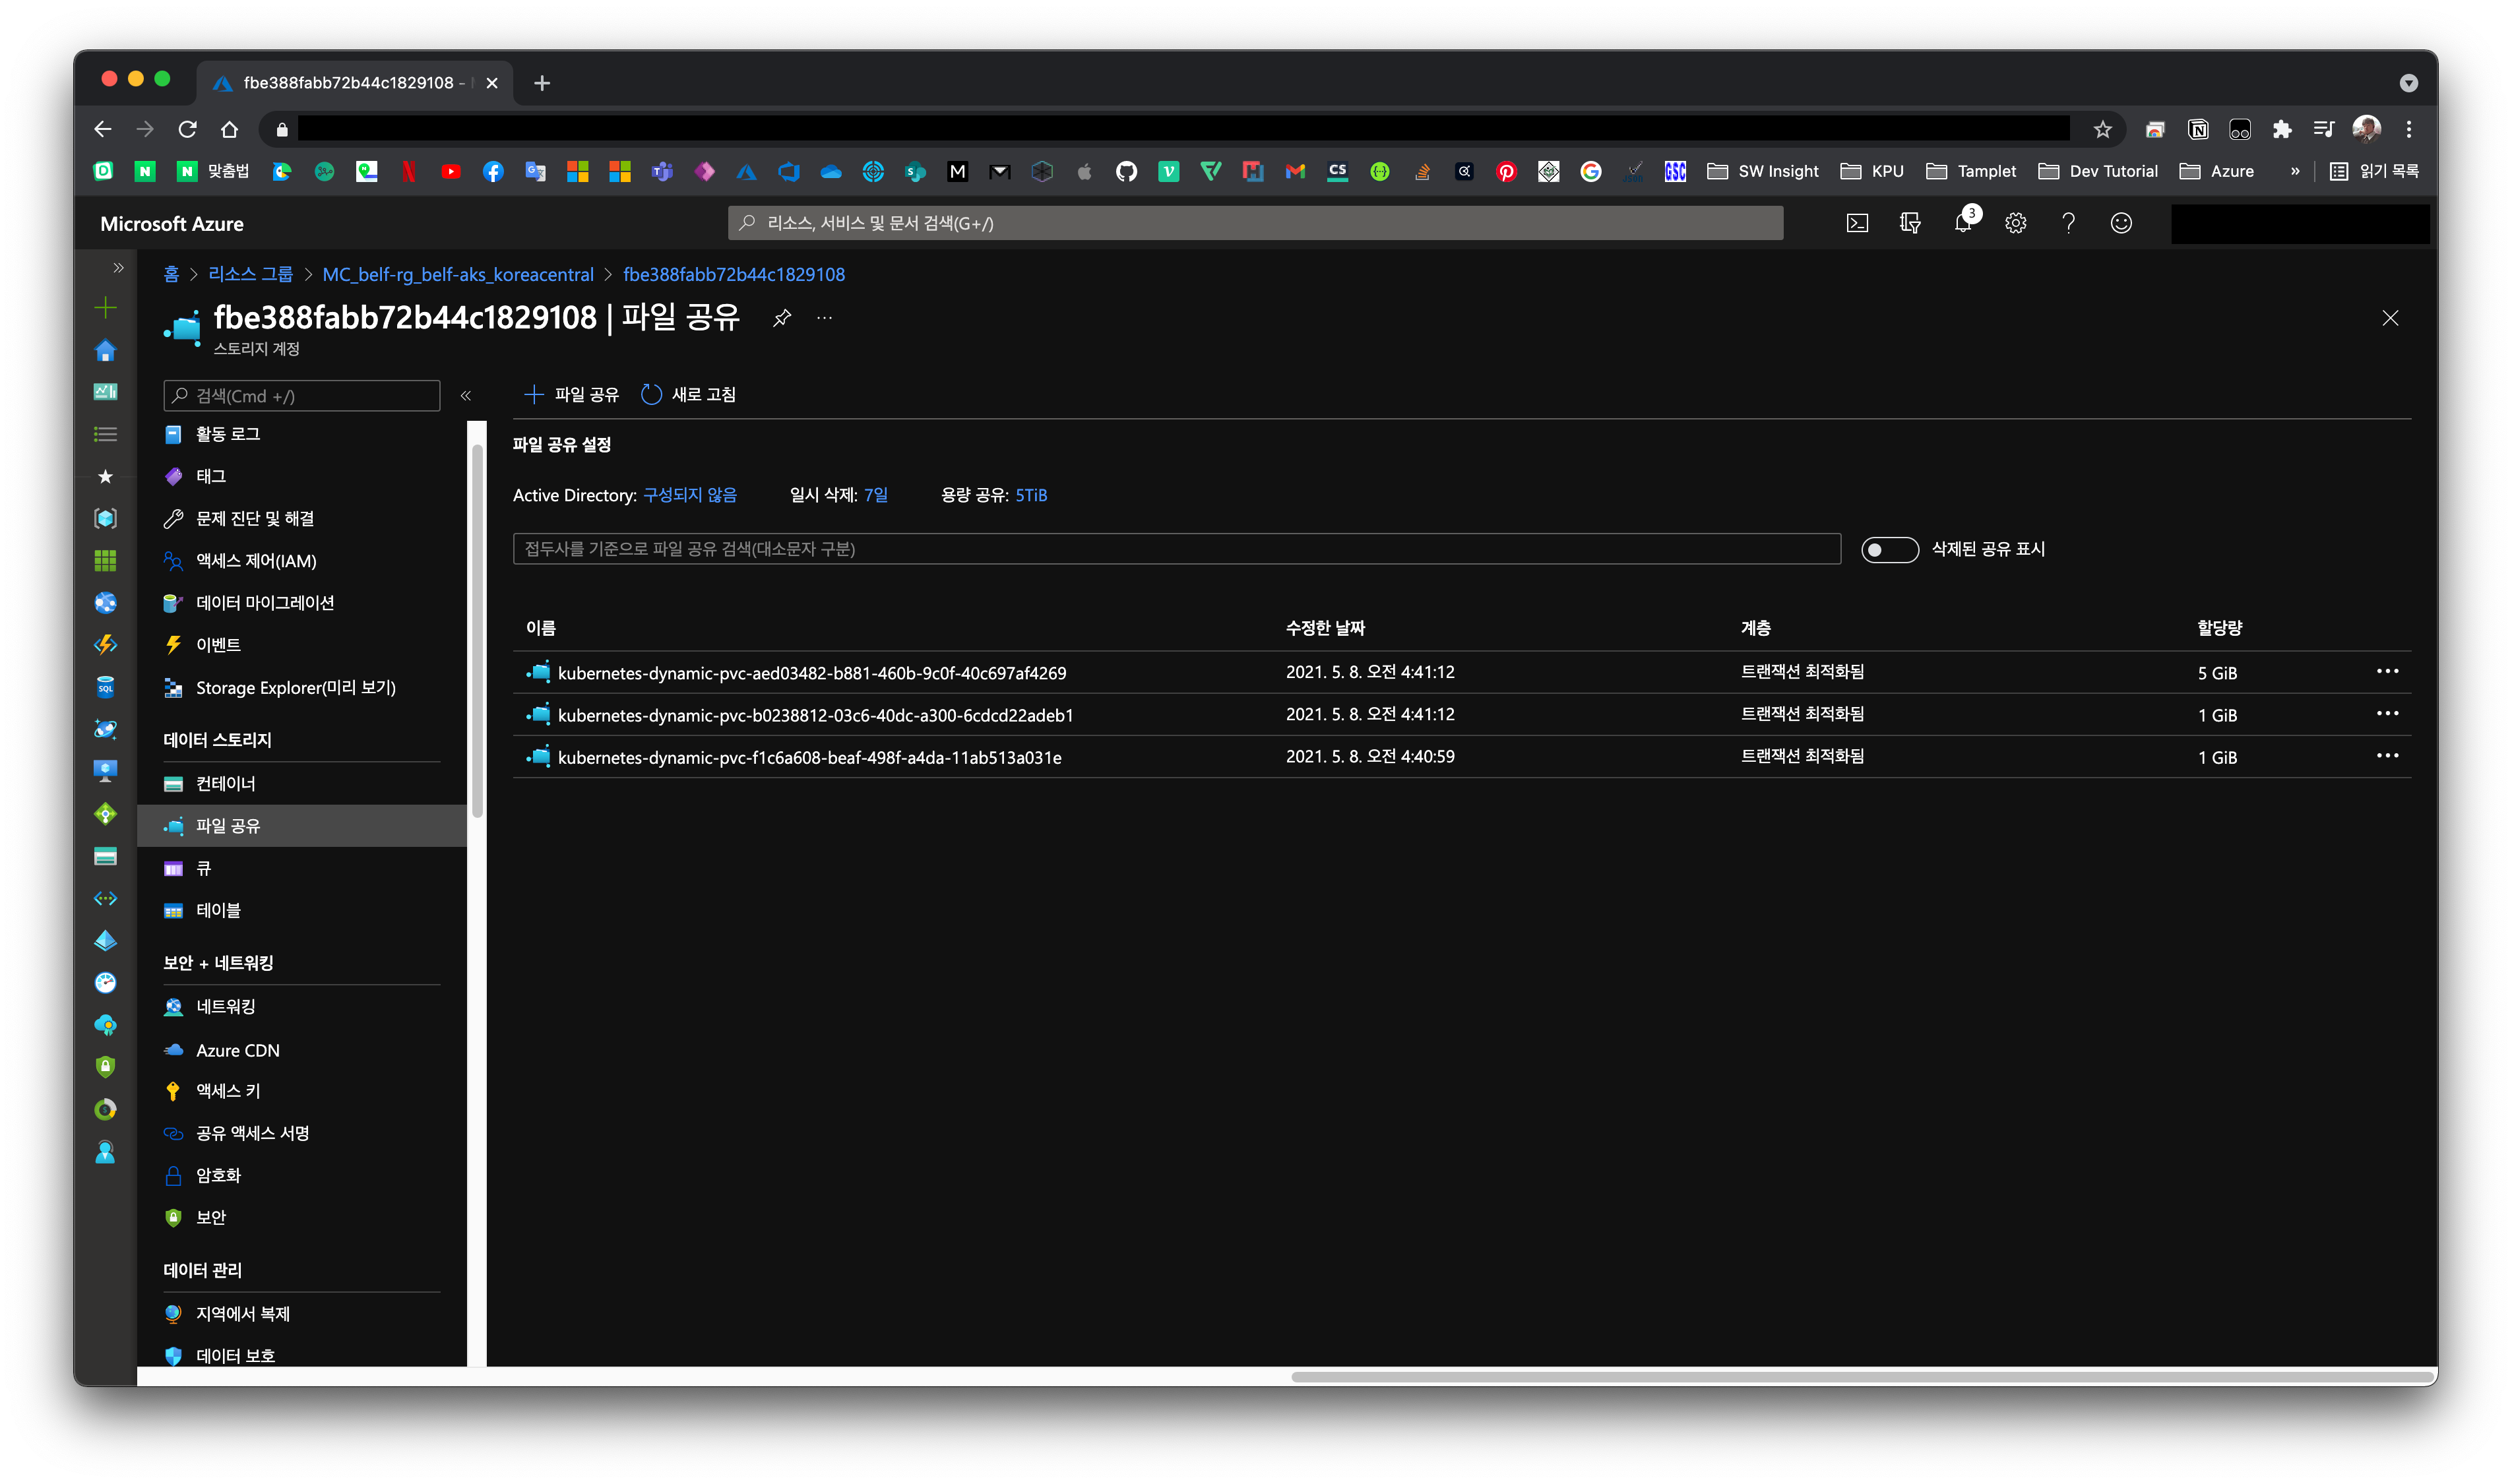 fbe388fabb72b44c1829108 -
맞춤법
SW Insight
KPU
Tamplet
Dev Tutorial
Azure
»
읽기 목록
Microsoft Azure
리소스, 서비스 및 문서 검색(G+/)
3
홈 > 리소스 그룹 > MC_belf-rg_belf-aks_koreacentral > fbe388fabb72b44c1829108
fbe388fabb72b44c1829108 | 파일 공유
스토리지 계정
검색(Cmd +/)
활동 로그
태그
문제 진단 및 해결
액세스 제어(IAM)
데이터 마이그레이션
이벤트
Storage Explorer(미리 보기)
데이터 스토리지
컨테이너
파일 공유
큐
테이블
보안 + 네트워킹
네트워킹
Azure CDN
액세스 키
공유 액세스 서명
암호화
보안
데이터 관리
지역에서 복제
데이터 보호
파일 공유
새로 고침
파일 공유 설정
Active Directory: 구성되지 않음 일시 삭제: 7일 용량 공유: 5TiB
접두사를 기준으로 파일 공유 검색(대소문자 구분)
삭제된 공유 표시
이름 수정한 날짜 계층 할당량
kubernetes-dynamic-pvc-aed03482-b881-460b-9c0f-40c697af4269 2021. 5. 8. 오전 4:41:12 트랜잭션 최적화됨 5 GiB
kubernetes-dynamic-pvc-b0238812-03c6-40dc-a300-6cdcd22adeb1 2021. 5. 8. 오전 4:41:12 트랜잭션 최적화됨 1 GiB
kubernetes-dynamic-pvc-f1c6a608-beaf-498f-a4da-11ab513a031e 2021. 5. 8. 오전 4:40:59 트랜잭션 최적화됨 1 GiB